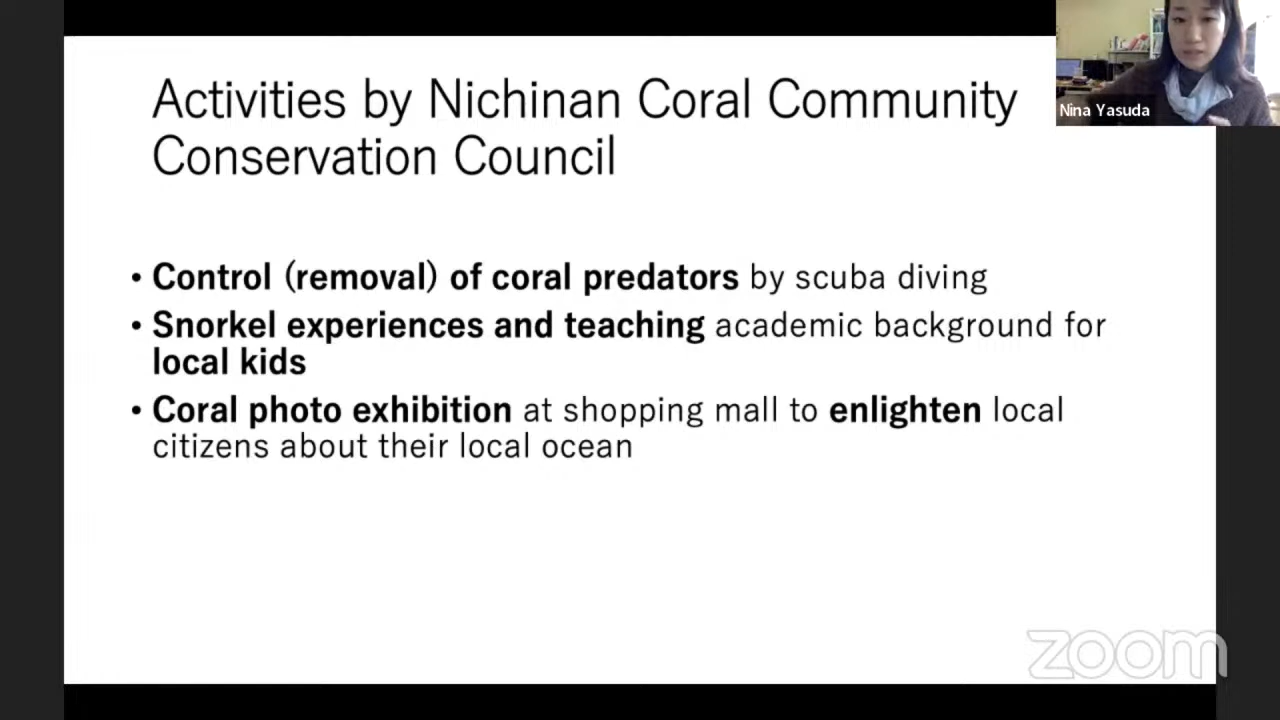 Activities by Nichinan Coral Community
Conservation Council
Nina Yasuda
• Control (removal) of coral predators by scuba diving
• Snorkel experiences and teaching academic background for
local kids
• Coral photo exhibition at shopping mall to enlighten local
citizens about their local ocean
zoom